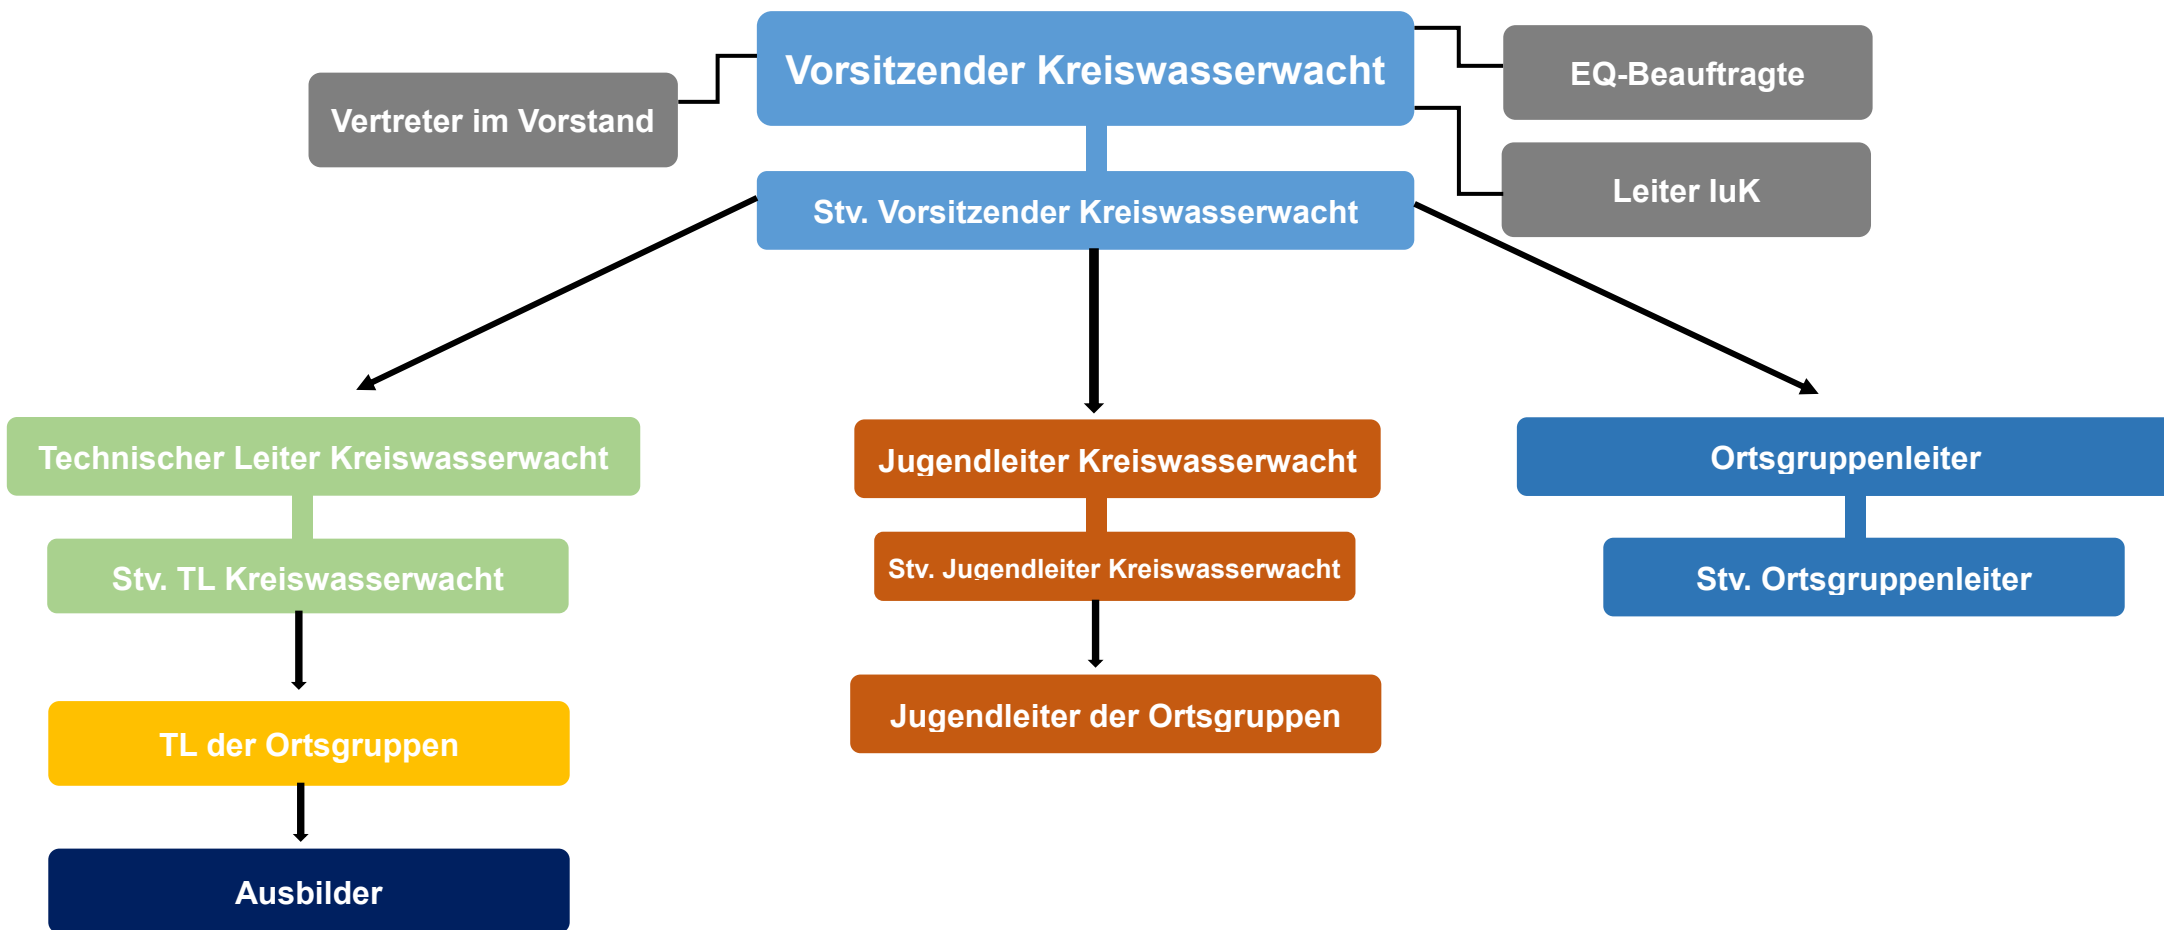 Vorsitzender Kreiswasserwacht
EQ-Beauftragte
Vertreter im Vorstand
Leiter IuK
Stv. Vorsitzender Kreiswasserwacht
Technischer Leiter Kreiswasserwacht
Jugendleiter Kreiswasserwacht
Ortsgruppenleiter
Stv. TL Kreiswasserwacht
Stv. Jugendleiter Kreiswasserwacht
Stv. Ortsgruppenleiter
TL der Ortsgruppen
Jugendleiter der Ortsgruppen
Ausbilder